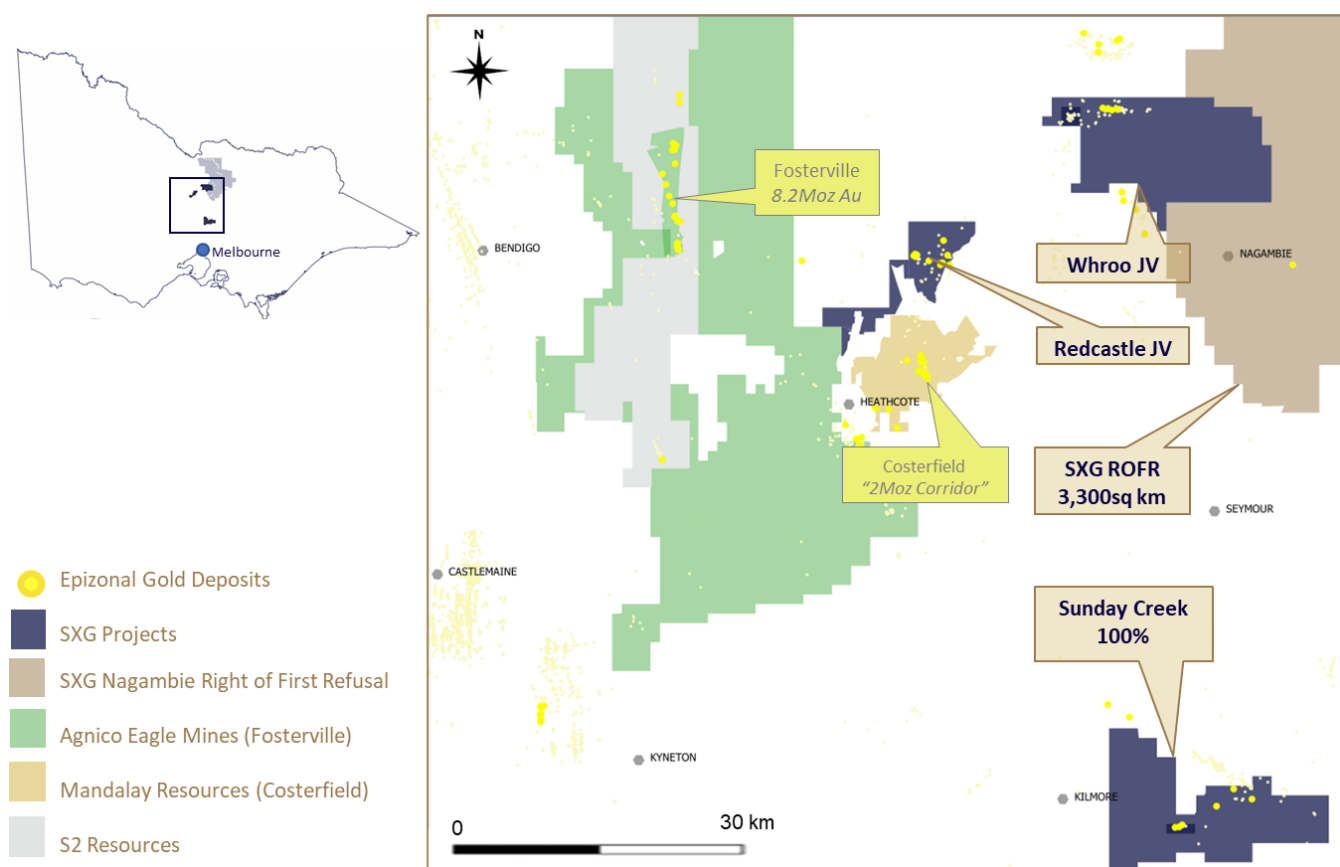 Melbourne
Epizonal Gold Deposits
SXG Projects
SXG Nagambie Right of First Refusal
Agnico Eagle Mines (Fosterville)
Mandalay Resources (Costerfield)
S2 Resources
N
Fosterville
8.2Moz Au
BENDIGO
Whroo JV
NAGAMBIE
Redcastle JV
HEATHCOTE
Costerfield
“2Moz Corridor”
SXG ROFR
3,300sq km
SEYMOUR
CASTLEMAINE
Sunday Creek
100%
KYNETON
KILMORE
0
30 km